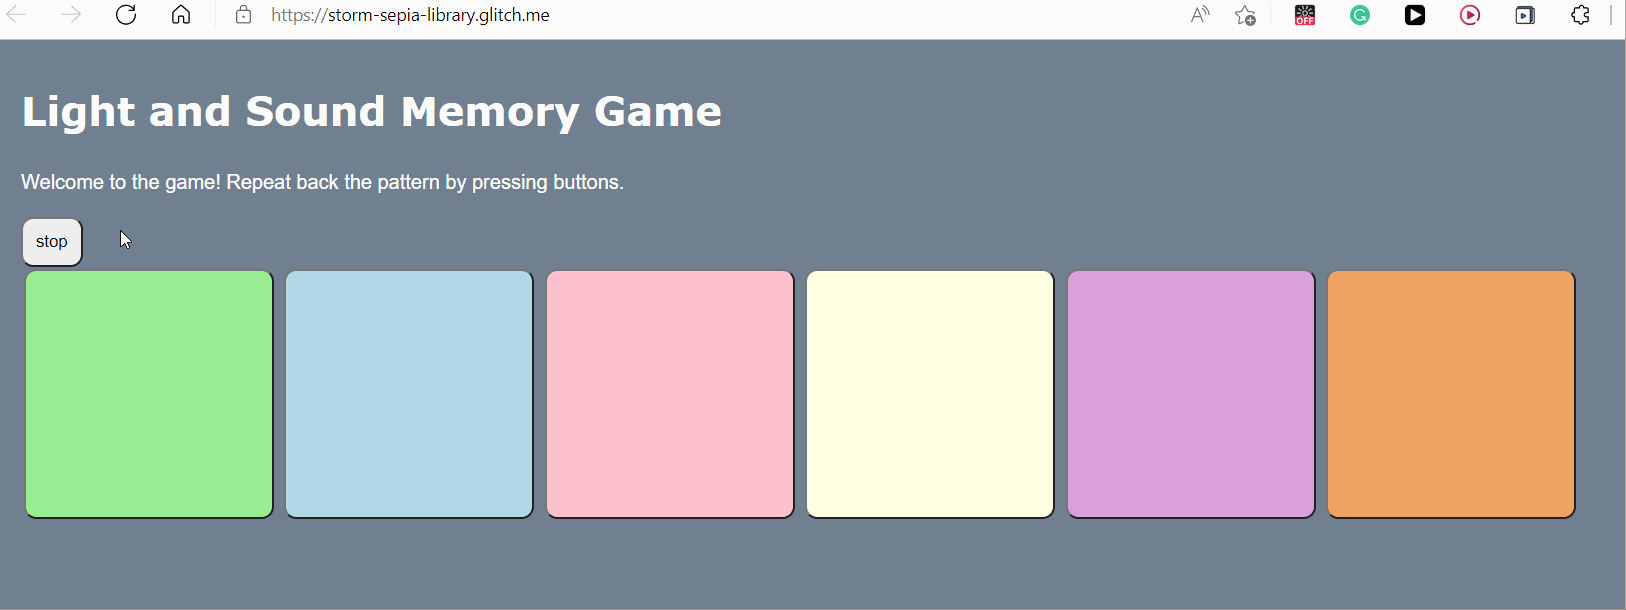 https://storm-sepia-library.glitch.me
A
OFF
G
Light and Sound Memory Game
Welcome to the game! Repeat back the pattern by pressing buttons.
stop